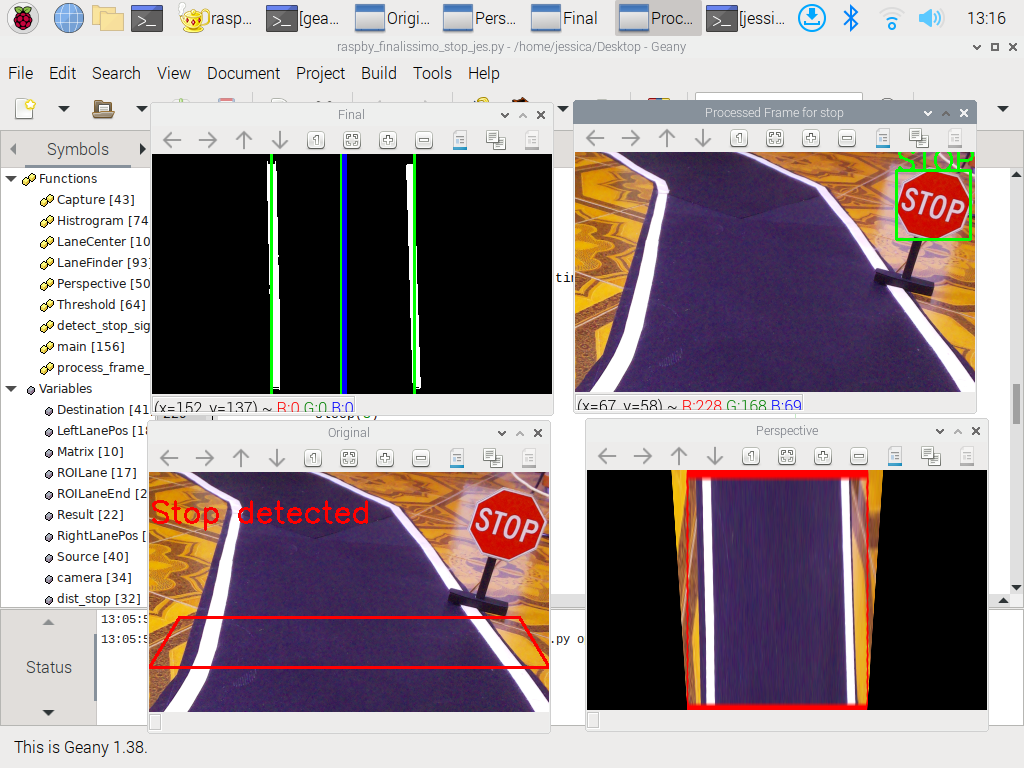 rasp...
[gea...
Origi...
Pers...
Final
Proc...
[jessi...
13:16
raspby_finalissimo_stop_jes.py - /home/jessica/Desktop - Geany
File Edit Search View Document Project Build Tools Help
Symbols
Functions
Capture [43]
Histrogram [74
LaneCenter [10
LaneFinder [93]
Perspective [50
Threshold [64]
detect_stop_sig
main [156]
process_frame_
Variables
Destination [41]
LeftLanePos [18
Matrix [10]
ROILane [17]
ROILaneEnd [2
Result [22]
RightLanePos [
Source [40]
camera [34]
dist_stop [32]
Final
(x=152, y=137) ~ R:0 G:0 B:0
Processed Frame for stop
STOP
STOP
(x=67, y=58) ~ R:228 G:168 B:69
Original
Stop detected
STOP
Perspective
Status
13:05:5
13:05:5
.py o
This is Geany 1.38.